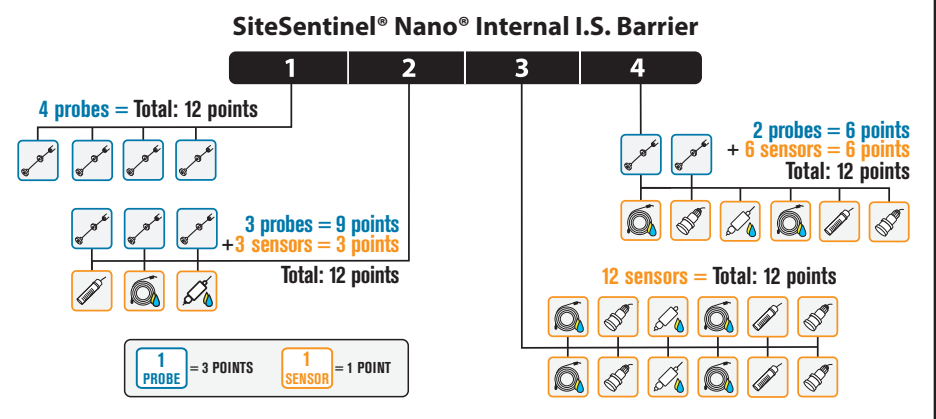 SiteSentinel® Nano® Internal I.S. Barrier
1 2 3 4
4 probes = Total: 12 points
2 probes = 6 points
+ 6 sensors = 6 points
Total: 12 points
3 probes = 9 points
+3 sensors = 3 points
Total: 12 points
12 sensors = Total: 12 points
1
PROBE
= 3 POINTS
1
SENSOR
= 1 POINT